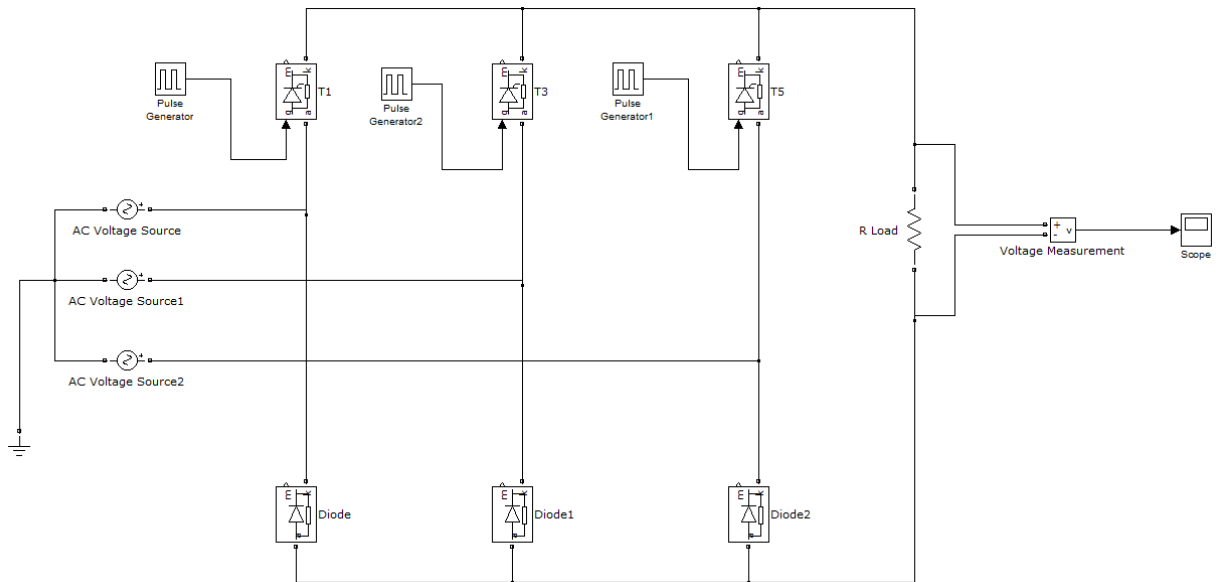 m k
T1
g a
Pulse
Generator
m k
T3
g a
Pulse
Generator2
m k
T5
g a
Pulse
Generator1
+
AC Voltage Source
+
AC Voltage Source1
+
AC Voltage Source2
R Load
+
-
v
Voltage Measurement
Scope
m k
Diode
a
m k
Diode1
a
m k
Diode2
a